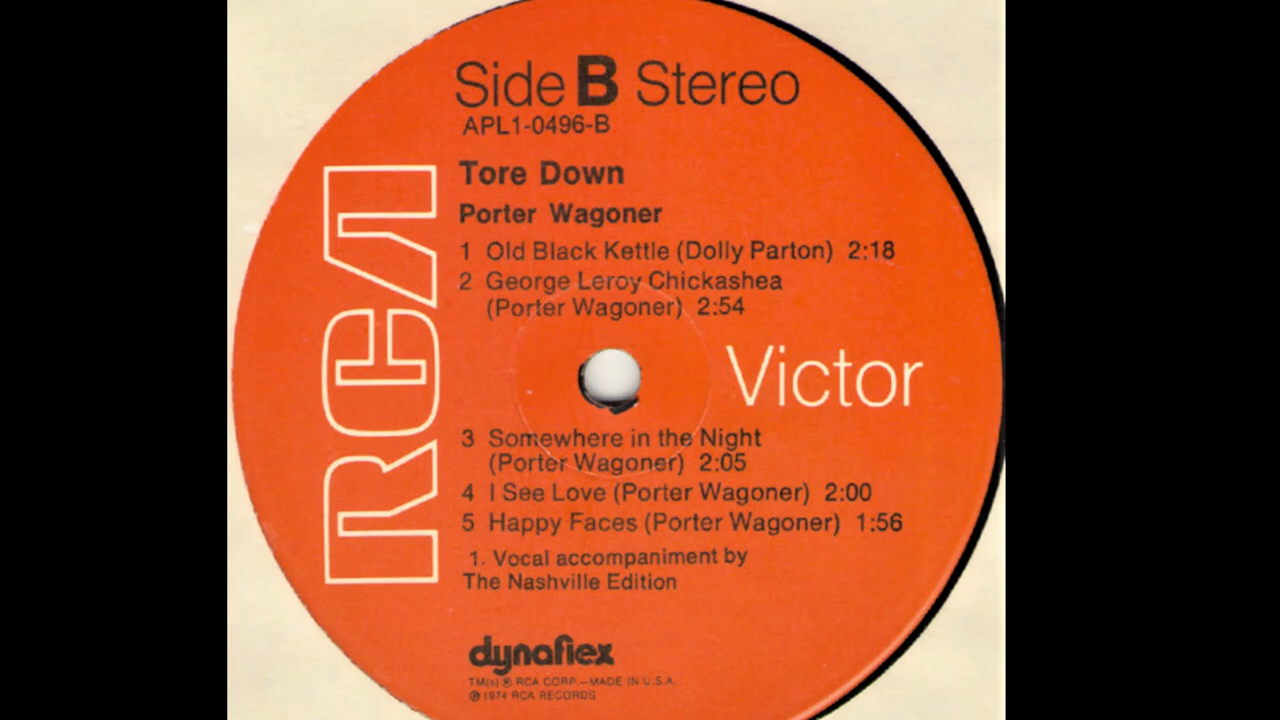 Side B Stereo
APL1-0496-B
Tore Down
Porter Wagoner
1 Old Black Kettle (Dolly Parton) 2:18
2 George Leroy Chickashea
(Porter Wagoner) 2:54
RCA
Victor
3 Somewhere in the Night
(Porter Wagoner) 2:05
4 I See Love (Porter Wagoner) 2:00
5 Happy Faces (Porter Wagoner) 1:56
1. Vocal accompaniment by
The Nashville Edition
dynaflex
TM(s) ® RCA CORP.—MADE IN U.S.A.
℗ 1974 RCA RECORDS